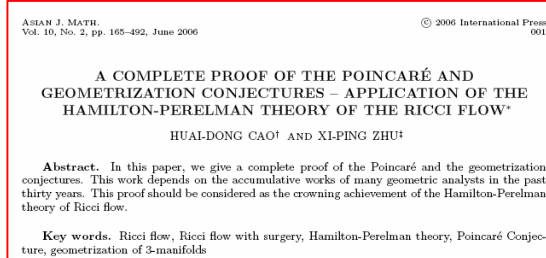 ASIAN J. MATH. © 2006 International Press
Vol. 10, No. 2, pp. 165–492, June 2006 001
A COMPLETE PROOF OF THE POINCARÉ AND
GEOMETRIZATION CONJECTURES – APPLICATION OF THE
HAMILTON-PERELMAN THEORY OF THE RICCI FLOW*
HUAI-DONG CAO† AND XI-PING ZHU‡
Abstract. In this paper, we give a complete proof of the Poincaré and the geometrization
conjectures. This work depends on the accumulative works of many geometric analysts in the past
thirty years. This proof should be considered as the crowning achievement of the Hamilton-Perelman
theory of Ricci flow.
Key words. Ricci flow, Ricci flow with surgery, Hamilton-Perelman theory, Poincaré Conjec-
ture, geometrization of 3-manifolds